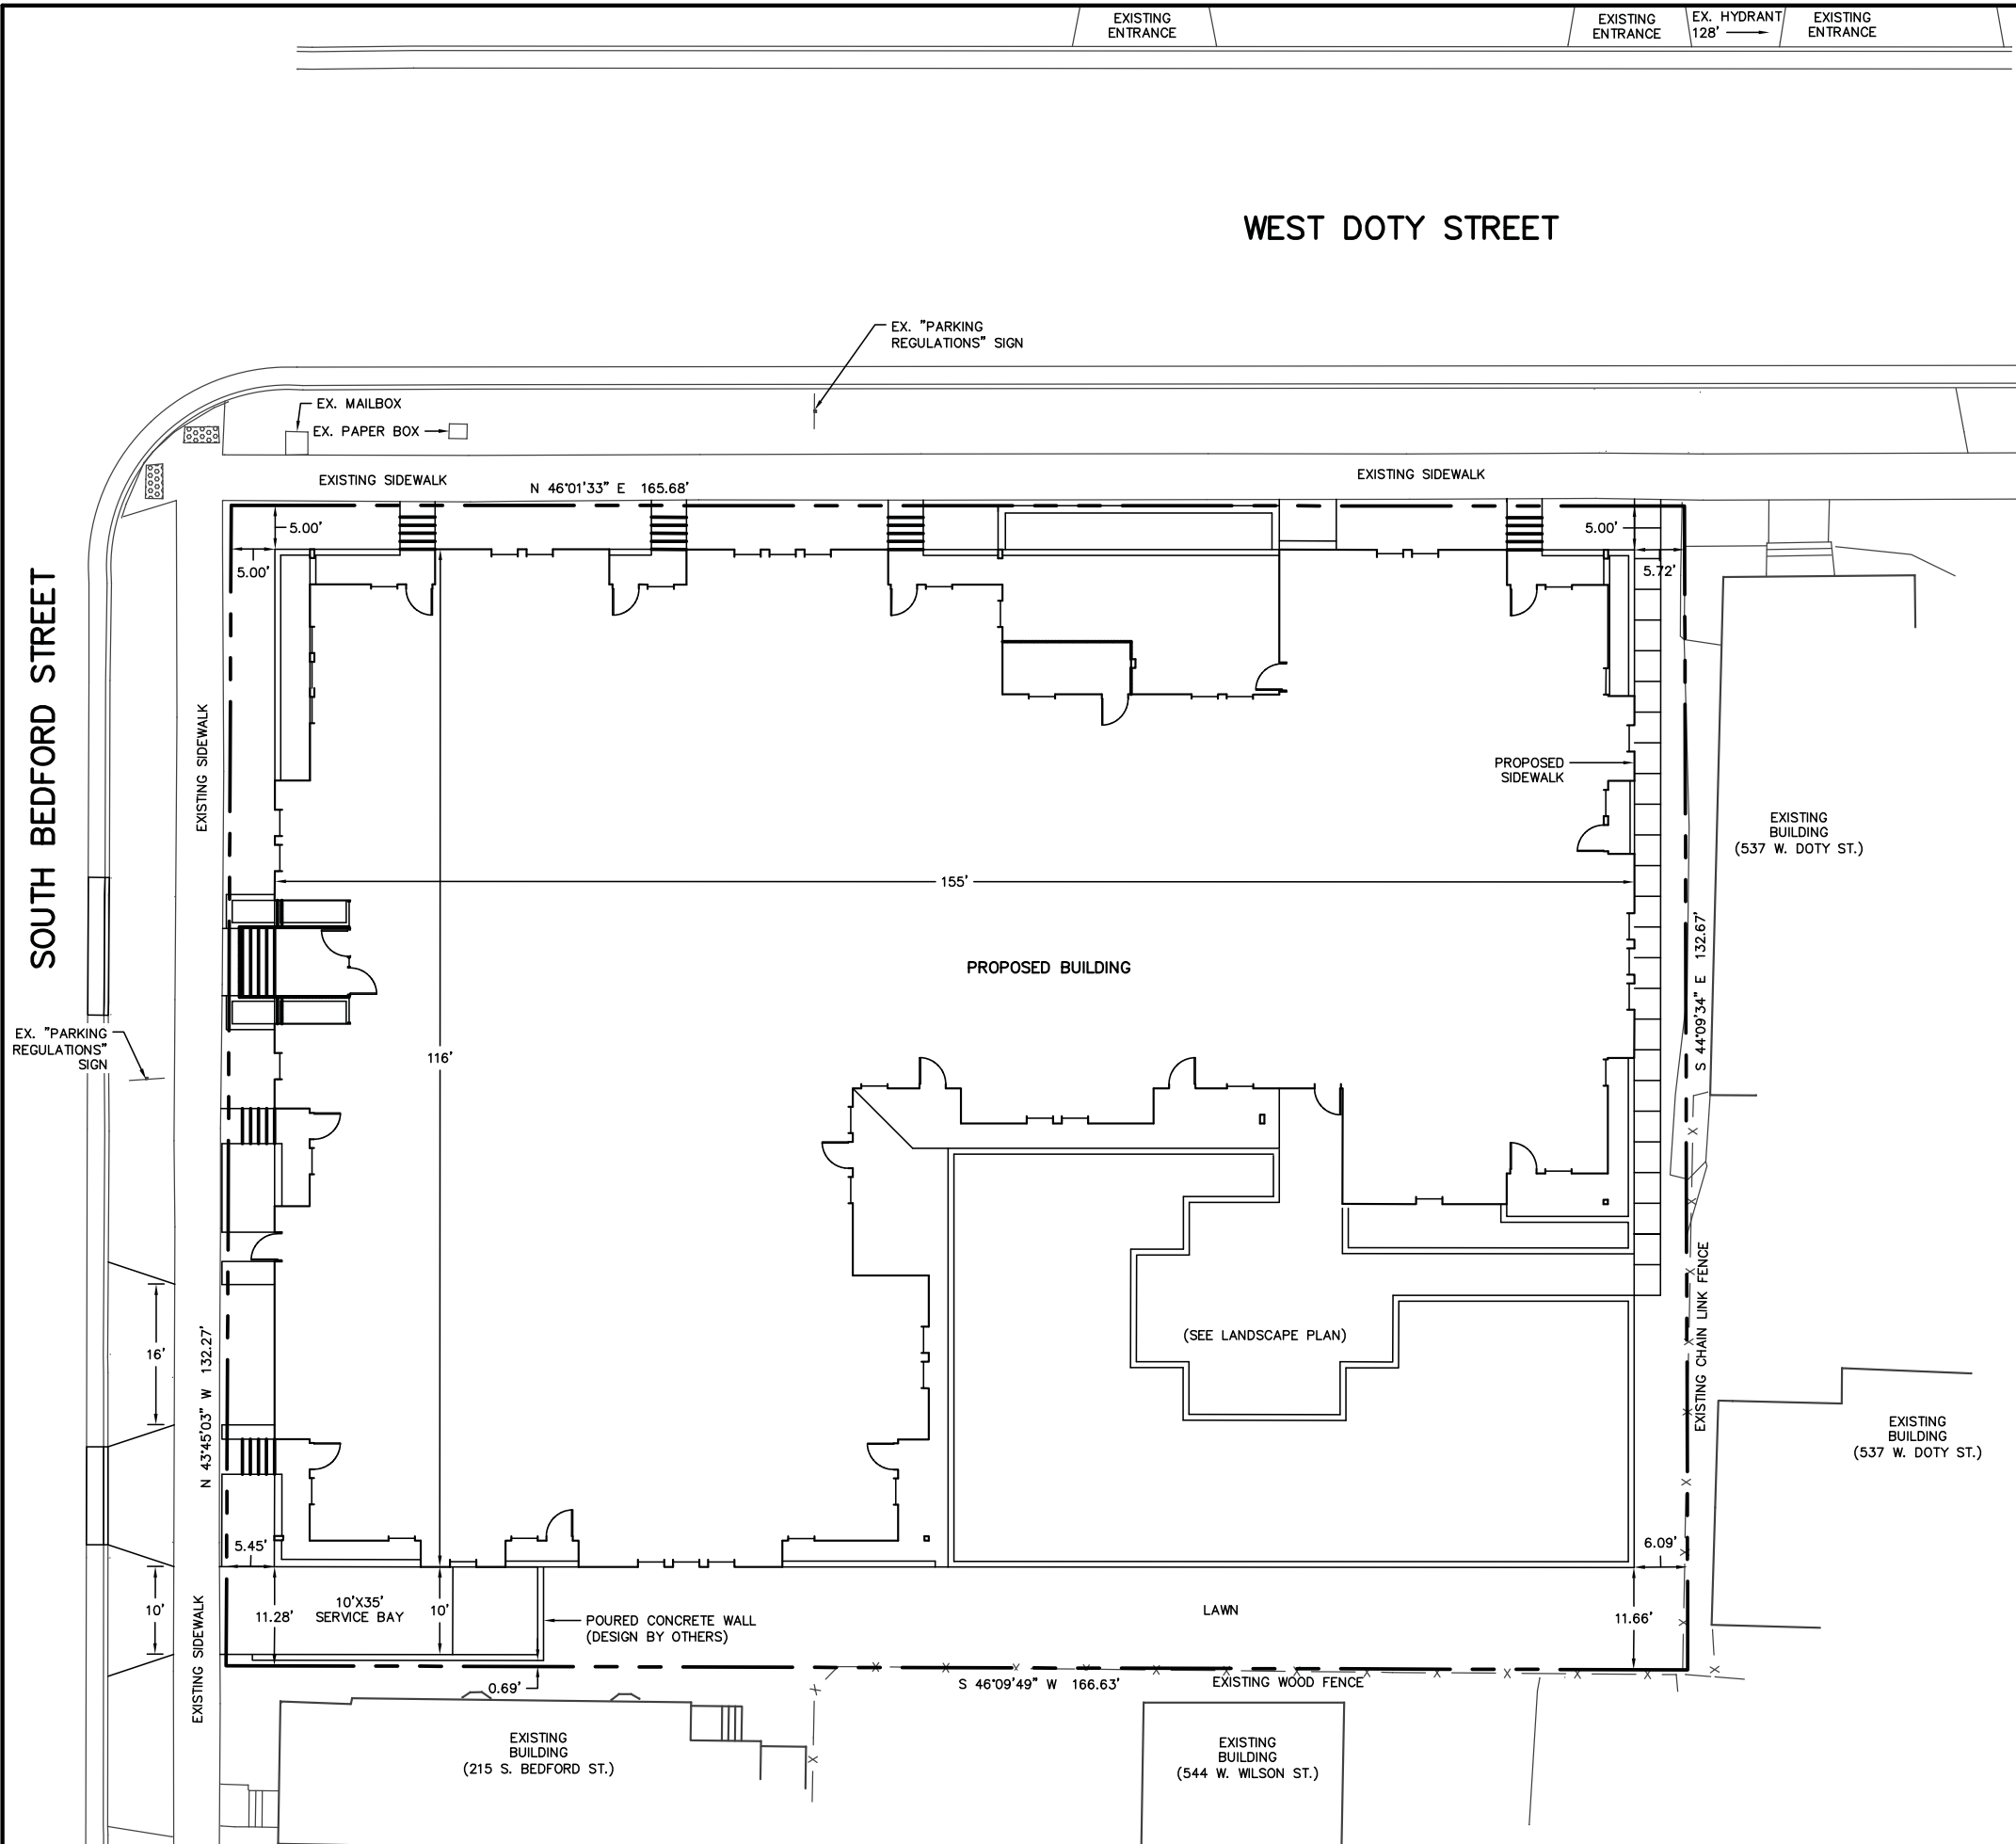 EXISTING
ENTRANCE
EXISTING
ENTRANCE
EX. HYDRANT
128'
EXISTING
ENTRANCE
WEST DOTY STREET
EX. "PARKING
REGULATIONS" SIGN
EX. MAILBOX
EX. PAPER BOX
EXISTING SIDEWALK
N 46°01'33" E 165.68'
EXISTING SIDEWALK
5.00'
5.00'
5.00'
5.72'
SOUTH BEDFORD STREET
EXISTING SIDEWALK
PROPOSED
SIDEWALK
EXISTING
BUILDING
(537 W. DOTY ST.)
155'
PROPOSED BUILDING
S 44°09'34" E 132.67'
EX. "PARKING
REGULATIONS"
SIGN
116'
EXISTING CHAIN LINK FENCE
(SEE LANDSCAPE PLAN)
16'
N 43°45'03" W 132.27'
EXISTING
BUILDING
(537 W. DOTY ST.)
5.45'
6.09'
10'
EXISTING SIDEWALK
11.28'
10'X35'
SERVICE BAY
10'
POURED CONCRETE WALL
(DESIGN BY OTHERS)
LAWN
11.66'
0.69'
S 46°09'49" W 166.63'
EXISTING WOOD FENCE
EXISTING
BUILDING
(215 S. BEDFORD ST.)
EXISTING
BUILDING
(544 W. WILSON ST.)